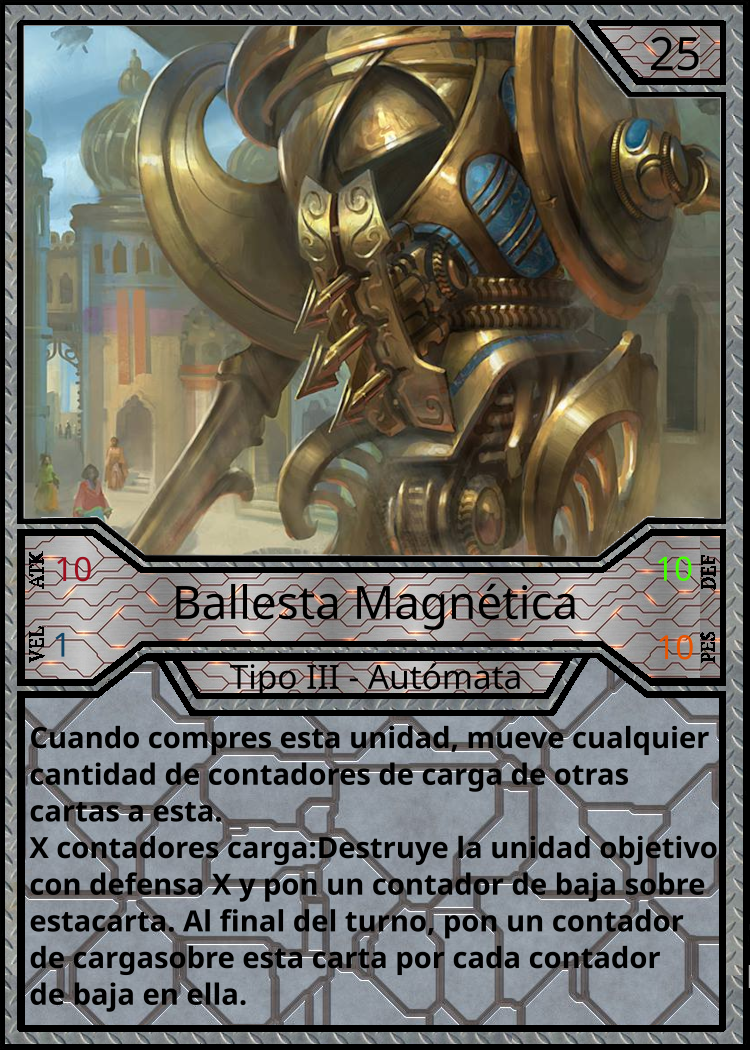 25
ATK 10
10 DEF
Ballesta Magnética
VEL 1
10 PES
Tipo III - Autómata
Cuando compres esta unidad, mueve cualquier
cantidad de contadores de carga de otras
cartas a esta.
X contadores carga:Destruye la unidad objetivo
con defensa X y pon un contador de baja sobre
estacarta. Al final del turno, pon un contador
de cargasobre esta carta por cada contador
de baja en ella.